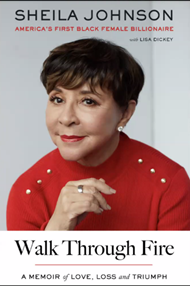 SHEILA JOHNSON
AMERICA'S FIRST BLACK FEMALE BILLIONAIRE
with LISA DICKEY
Walk Through Fire
A MEMOIR of LOVE, LOSS and TRIUMPH